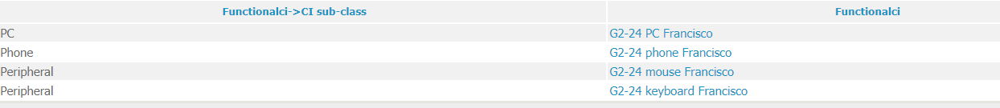 Functionalci->CI sub-class Functionalci
PC G2-24 PC Francisco
Phone G2-24 phone Francisco
Peripheral G2-24 mouse Francisco
Peripheral G2-24 keyboard Francisco